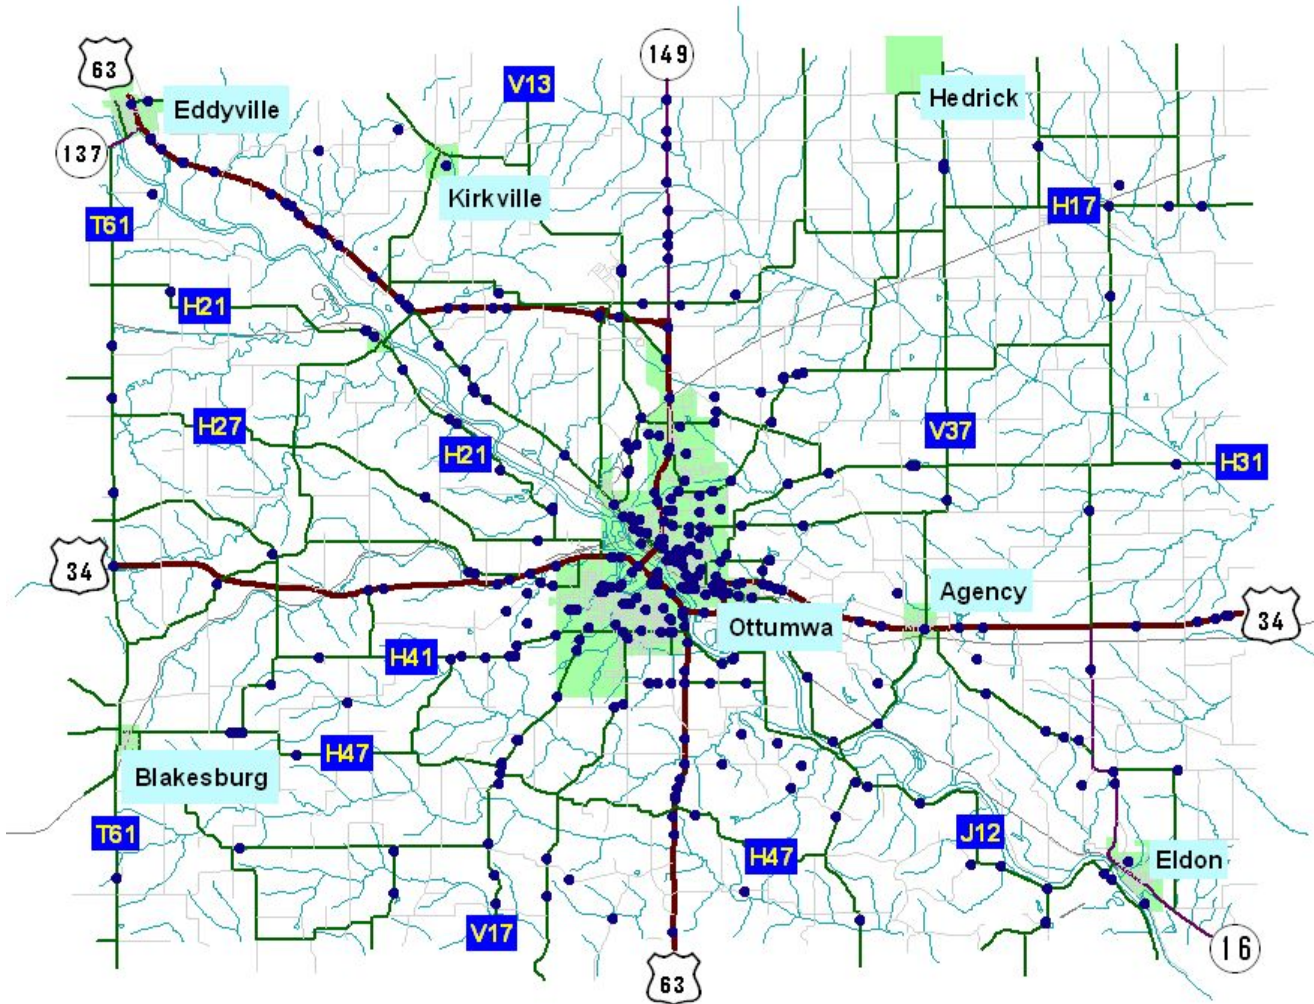 63
149
V13
Hedrick
Eddyville
137
Kirkville
H17
T61
H21
H27
V37
H21
H31
34
Agency
34
Ottumwa
H41
H47
Blakesburg
T61
J12
H47
Eldon
V17
16
63